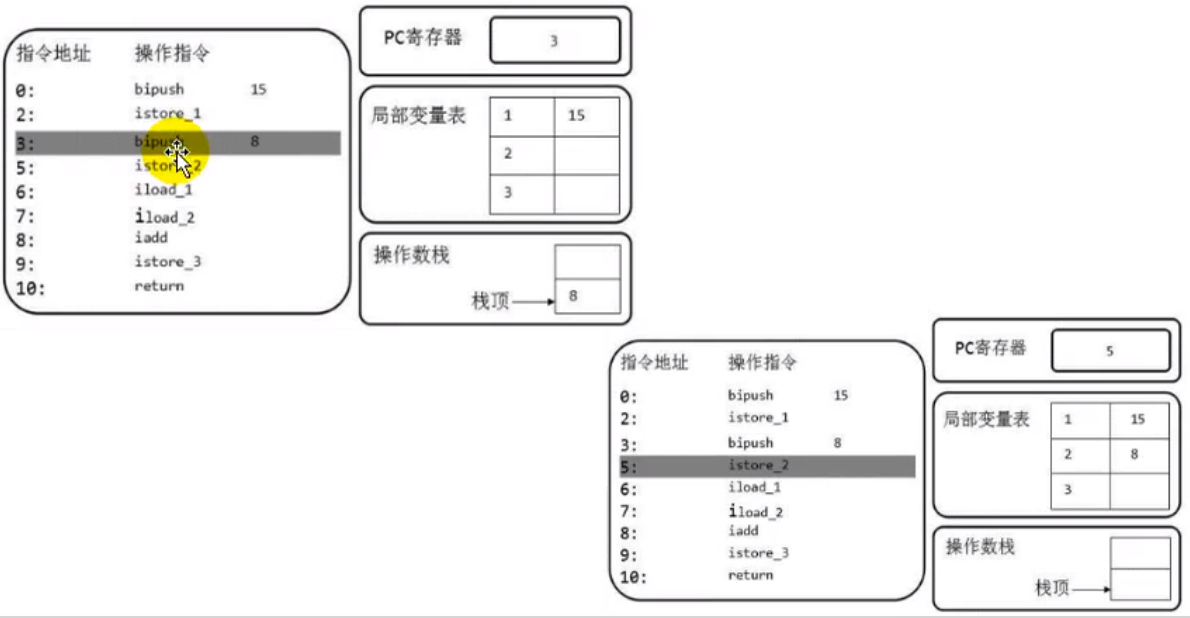 指令地址 操作指令
0: bipush 15
2: istore_1
3: bipush 8
5: istore_2
6: iload_1
7: iload_2
8: iadd
9: istore_3
10: return
PC寄存器 3
局部变量表 1 15
2
3
操作数栈
栈顶 8
指令地址 操作指令
0: bipush 15
2: istore_1
3: bipush 8
5: istore_2
6: iload_1
7: iload_2
8: iadd
9: istore_3
10: return
PC寄存器 5
局部变量表 1 15
2 8
3
操作数栈
栈顶